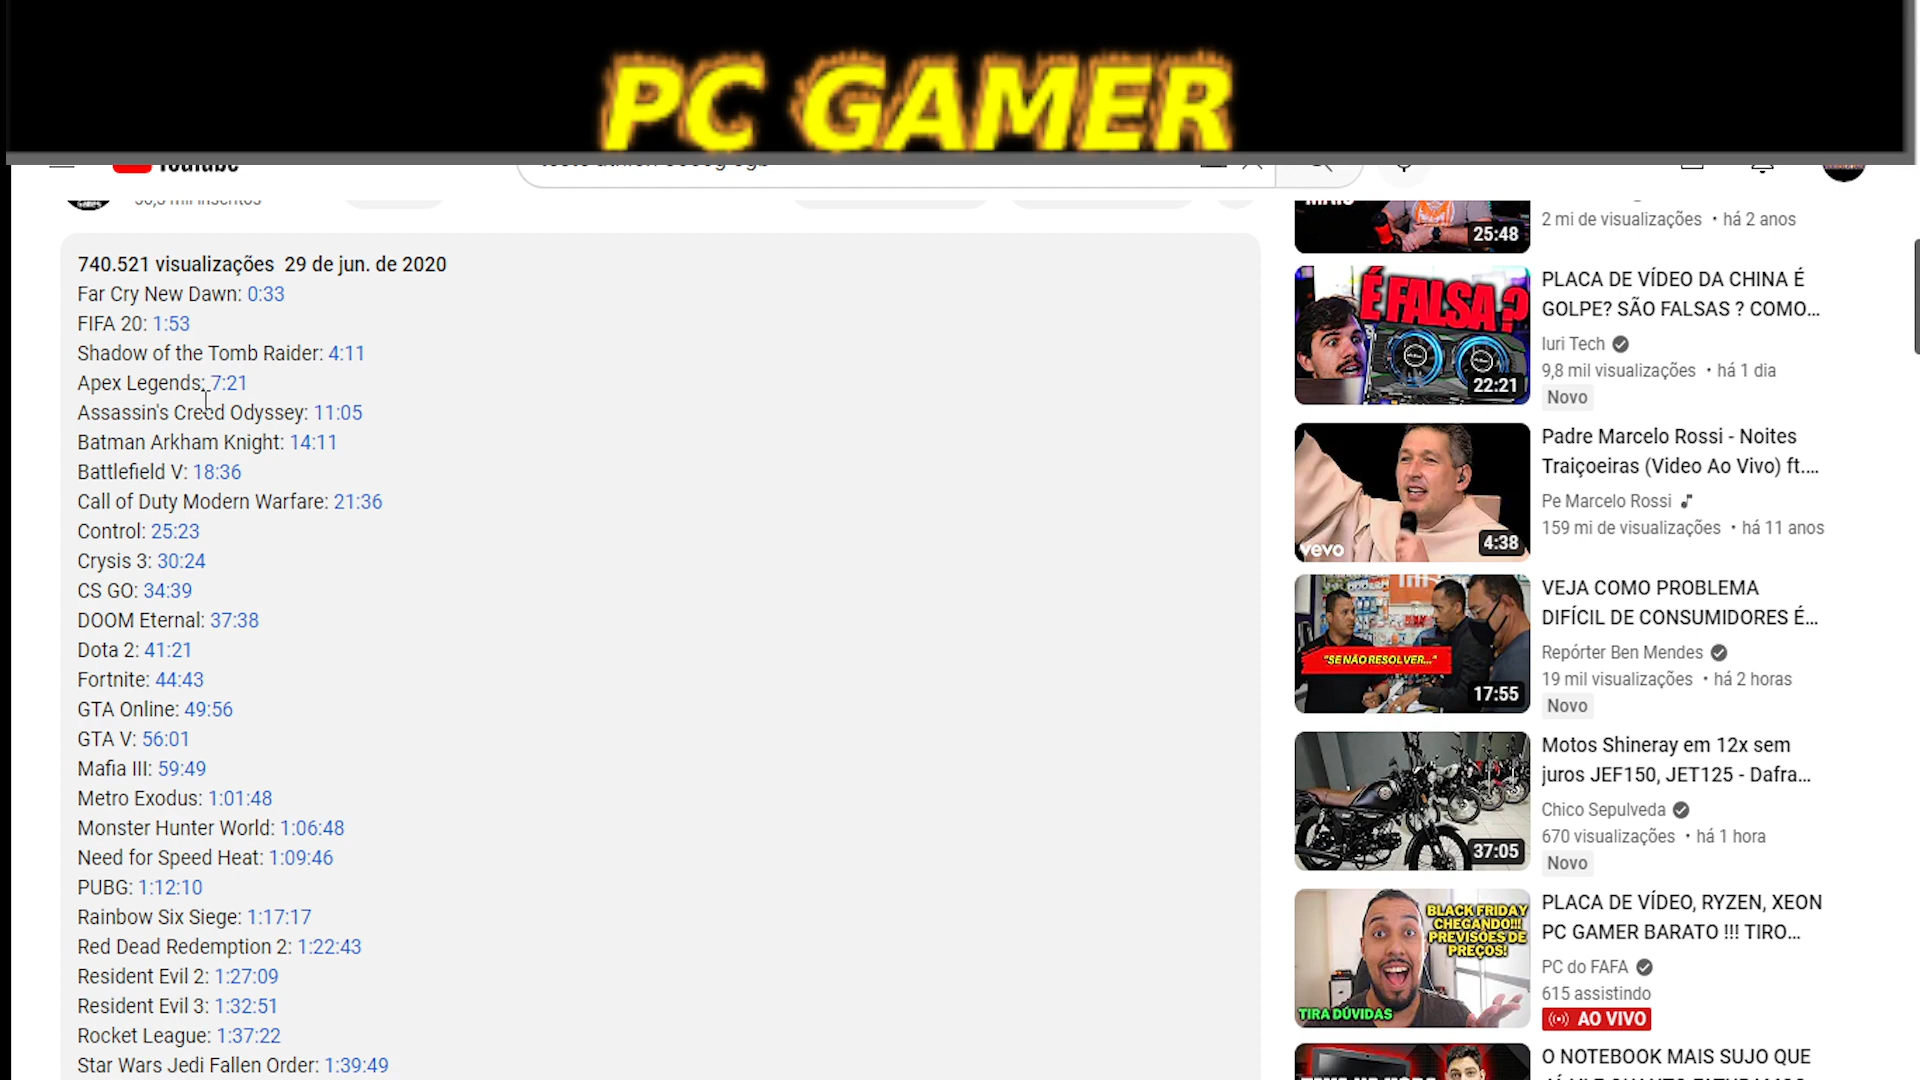 PC GAMER
YouTube
740.521 visualizações 29 de jun. de 2020
Far Cry New Dawn: 0:33
FIFA 20: 1:53
Shadow of the Tomb Raider: 4:11
Apex Legends: 7:21
Assassin's Creed Odyssey: 11:05
Batman Arkham Knight: 14:11
Battlefield V: 18:36
Call of Duty Modern Warfare: 21:36
Control: 25:23
Crysis 3: 30:24
CS GO: 34:39
DOOM Eternal: 37:38
Dota 2: 41:21
Fortnite: 44:43
GTA Online: 49:56
GTA V: 56:01
Mafia III: 59:49
Metro Exodus: 1:01:48
Monster Hunter World: 1:06:48
Need for Speed Heat: 1:09:46
PUBG: 1:12:10
Rainbow Six Siege: 1:17:17
Red Dead Redemption 2: 1:22:43
Resident Evil 2: 1:27:09
Resident Evil 3: 1:32:51
Rocket League: 1:37:22
Star Wars Jedi Fallen Order: 1:39:49
25:48
2 mi de visualizações • há 2 anos
É FALSA?
22:21
PLACA DE VÍDEO DA CHINA É
GOLPE? SÃO FALSAS ? COMO...
Iuri Tech
9,8 mil visualizações • há 1 dia
Novo
vevo
4:38
Padre Marcelo Rossi - Noites
Traiçoeiras (Video Ao Vivo) ft....
Pe Marcelo Rossi
159 mi de visualizações • há 11 anos
"SE NÃO RESOLVER..."
17:55
VEJA COMO PROBLEMA
DIFÍCIL DE CONSUMIDORES É...
Repórter Ben Mendes
19 mil visualizações • há 2 horas
Novo
37:05
Motos Shineray em 12x sem
juros JEF150, JET125 - Dafra...
Chico Sepulveda
670 visualizações • há 1 hora
Novo
BLACK FRIDAY
CHEGANDO!!!
PREVISÕES DE
PREÇOS!
TIRA DÚVIDAS
PLACA DE VÍDEO, RYZEN, XEON
PC GAMER BARATO !!! TIRO...
PC do FAFA
615 assistindo
AO VIVO
O NOTEBOOK MAIS SUJO QUE